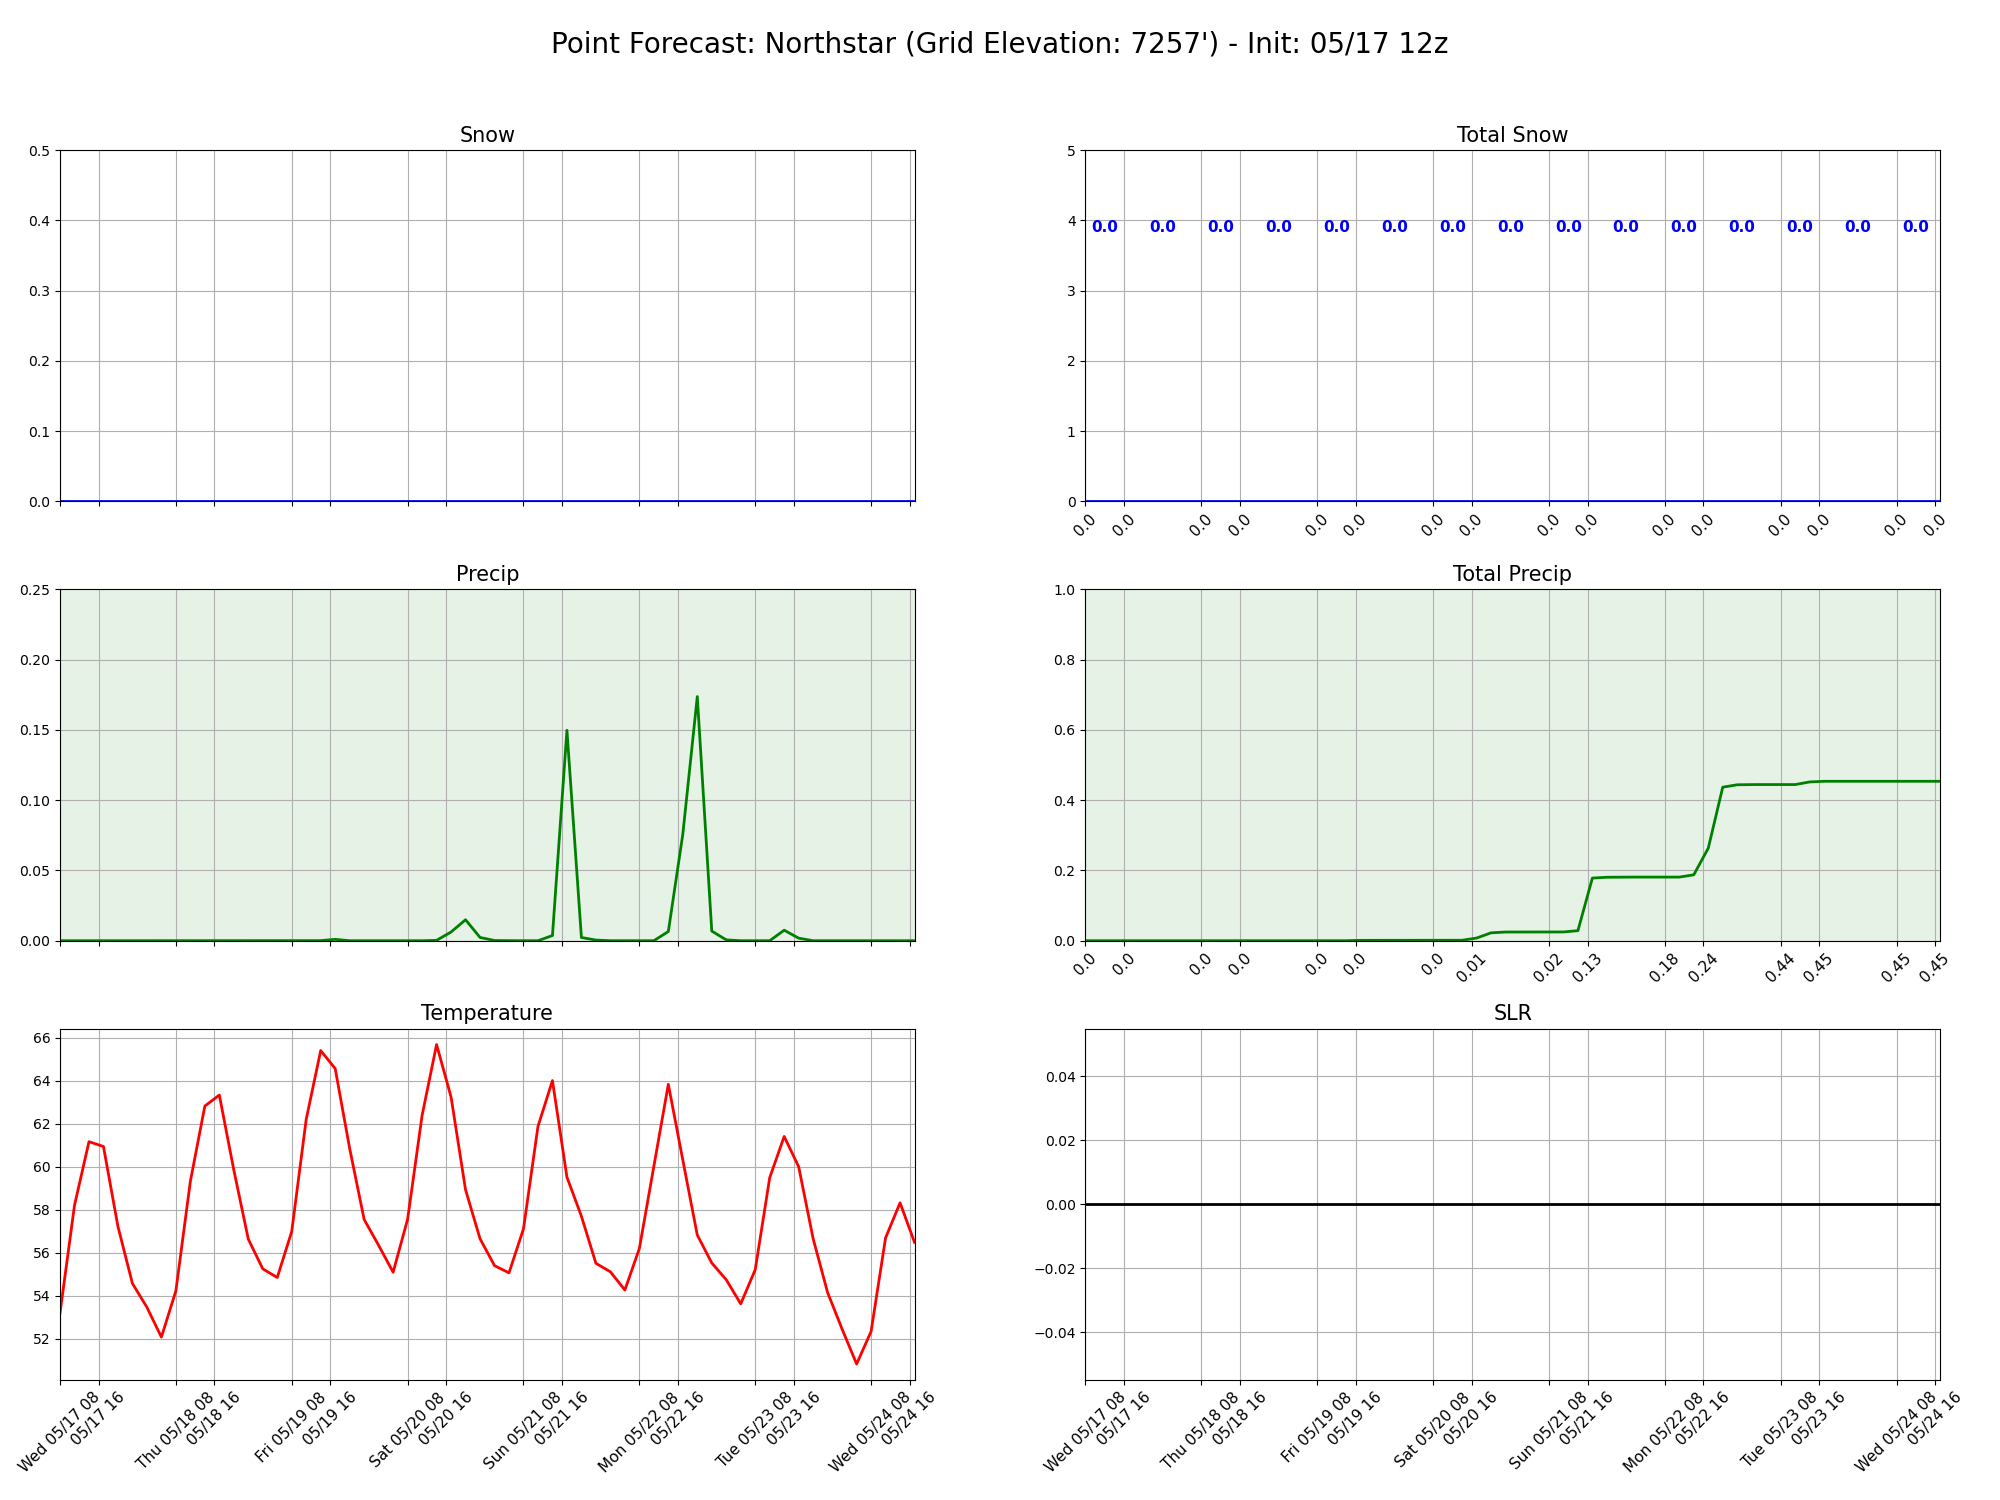 Point Forecast: Northstar (Grid Elevation: 7257') - Init: 05/17 12z
Snow
0.5
0.4
0.3
0.2
0.1
0.0
Total Snow
5
4
3
2
1
0
0.0 0.0 0.0 0.0 0.0 0.0 0.0 0.0 0.0 0.0 0.0 0.0 0.0 0.0 0.0
0.0 0.0 0.0 0.0 0.0 0.0 0.0 0.0 0.0 0.0 0.0 0.0 0.0 0.0 0.0 0.0
Precip
0.25
0.20
0.15
0.10
0.05
0.00
Total Precip
1.0
0.8
0.6
0.4
0.2
0.0
0.0 0.0 0.0 0.0 0.0 0.0 0.0 0.01 0.02 0.13 0.18 0.24 0.44 0.45 0.45 0.45
Temperature
66
64
62
60
58
56
54
52
Wed 05/17 08
05/17 16
Thu 05/18 08
05/18 16
Fri 05/19 08
05/19 16
Sat 05/20 08
05/20 16
Sun 05/21 08
05/21 16
Mon 05/22 08
05/22 16
Tue 05/23 08
05/23 16
Wed 05/24 08
05/24 16
SLR
0.04
0.02
0.00
−0.02
−0.04
Wed 05/17 08
05/17 16
Thu 05/18 08
05/18 16
Fri 05/19 08
05/19 16
Sat 05/20 08
05/20 16
Sun 05/21 08
05/21 16
Mon 05/22 08
05/22 16
Tue 05/23 08
05/23 16
Wed 05/24 08
05/24 16